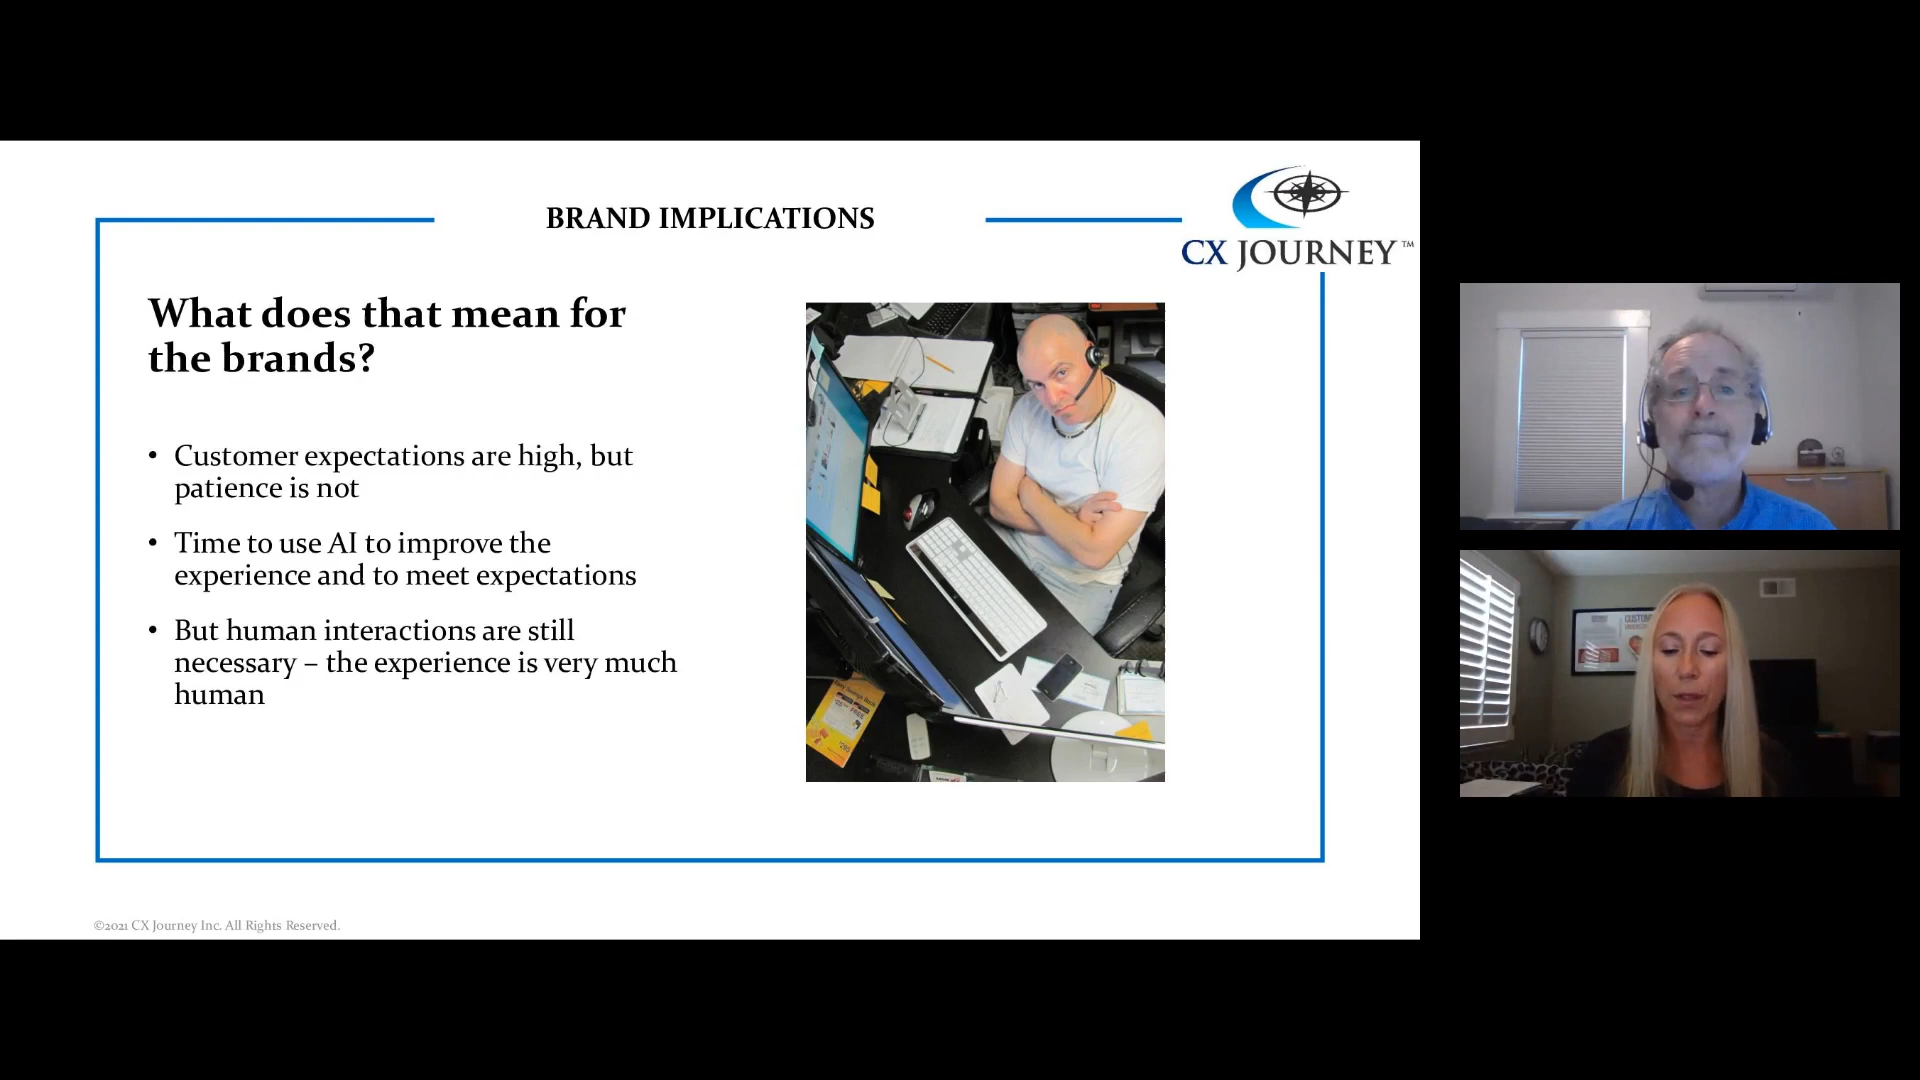 BRAND IMPLICATIONS
CX JOURNEY™
What does that mean for
the brands?
• Customer expectations are high, but
patience is not
• Time to use AI to improve the
experience and to meet expectations
• But human interactions are still
necessary – the experience is very much
human
©2021 CX Journey Inc. All Rights Reserved.